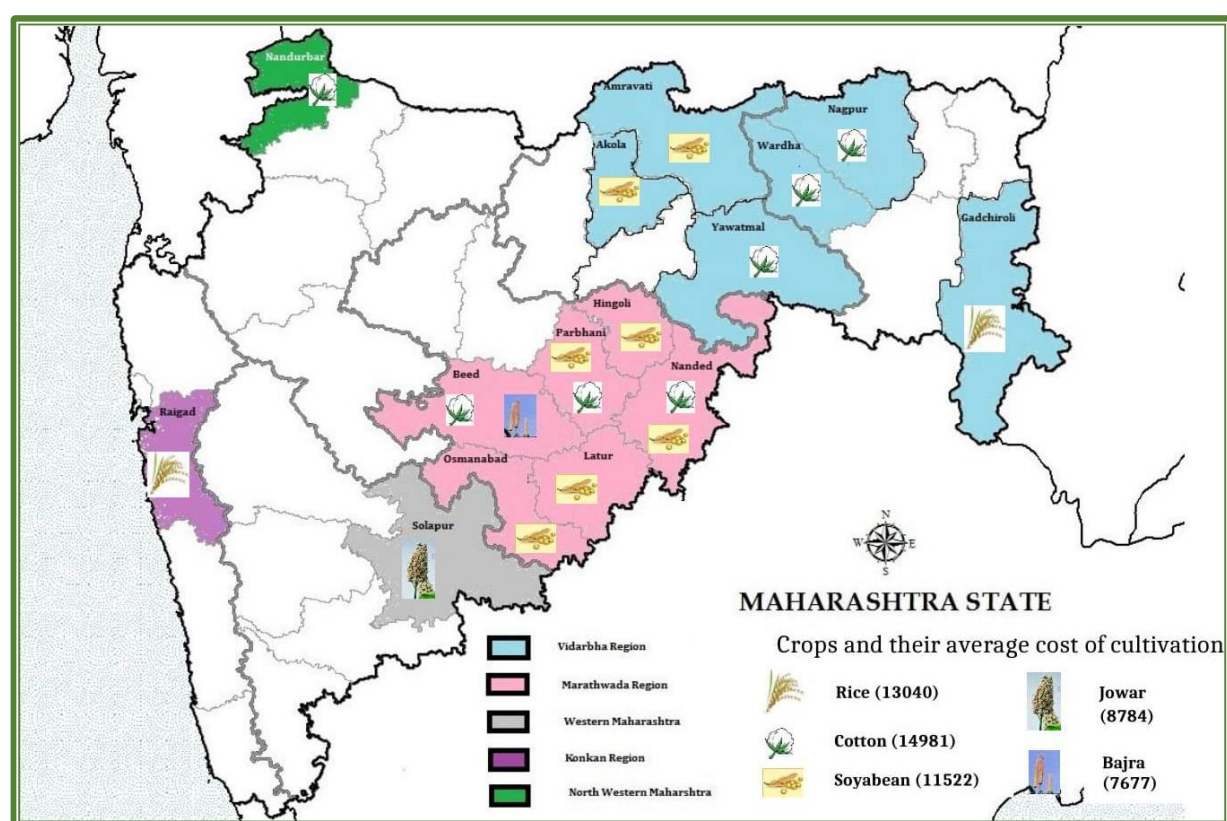 Nandurbar
Amravati
Nagpur
Akola
Wardha
Gadchiroli
Yawatmal
Hingoli
Parbhani
Beed
Nanded
Raigad
Osmanabad
Latur
Solapur
N
W E
S
MAHARASHTRA STATE
Crops and their average cost of cultivation
Vidarbha Region
Marathwada Region
Western Maharashtra
Konkan Region
North Western Maharshtra
Rice (13040)
Cotton (14981)
Soyabean (11522)
Jowar
(8784)
Bajra
(7677)